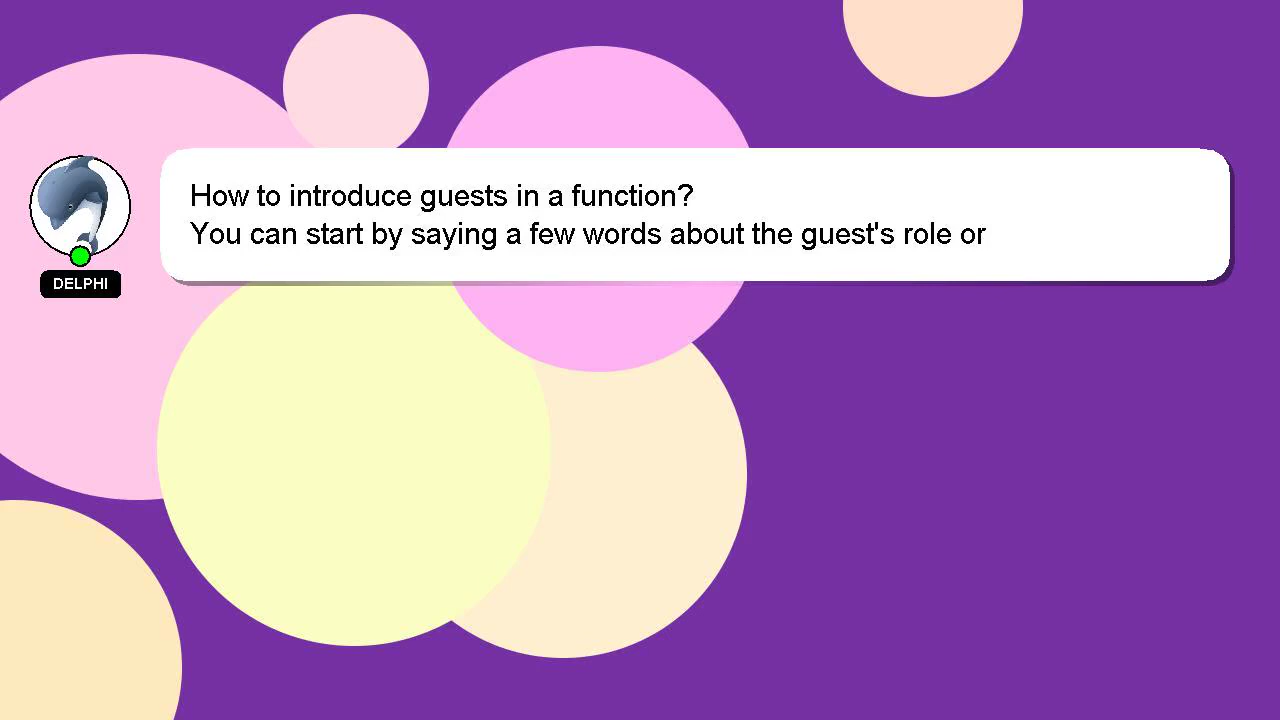 How to introduce guests in a function?
You can start by saying a few words about the guest's role or
DELPHI